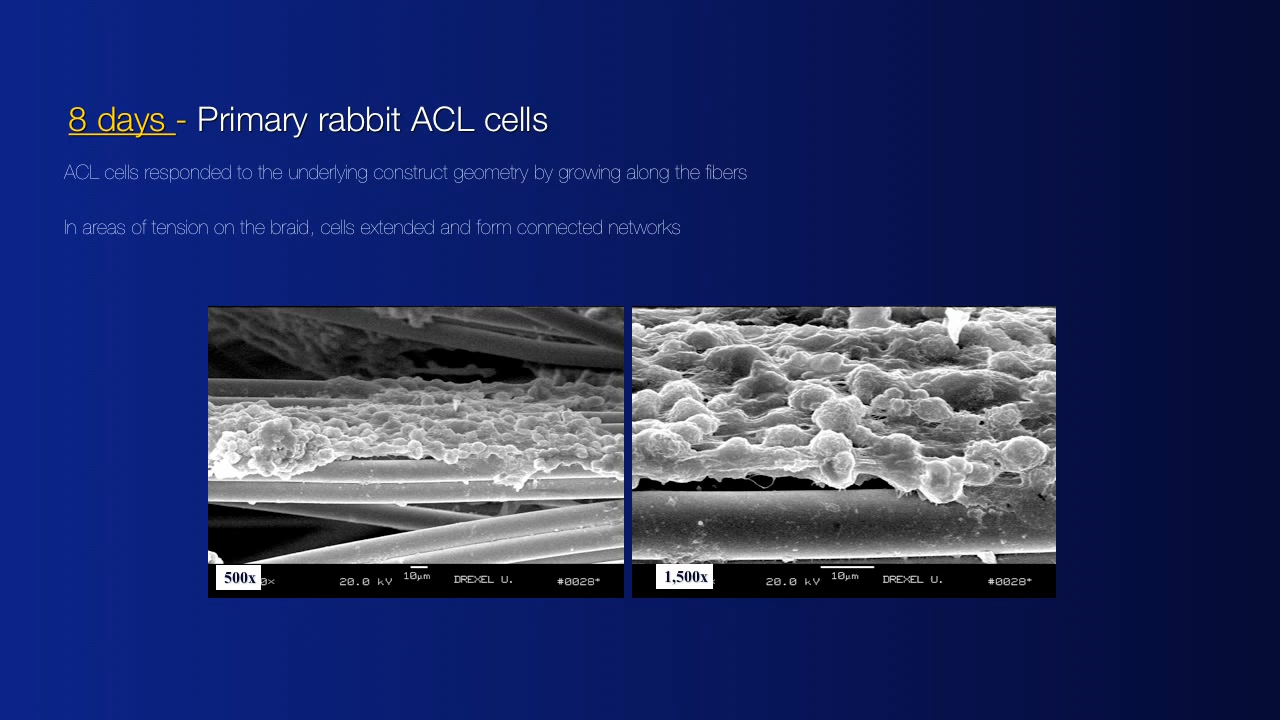 8 days - Primary rabbit ACL cells
ACL cells responded to the underlying construct geometry by growing along the fibers
In areas of tension on the braid, cells extended and form connected networks
500x 0x 20.0 kV 10µm DREXEL U. #0028*
1,500x 20.0 kV 10µm DREXEL U. #0028*